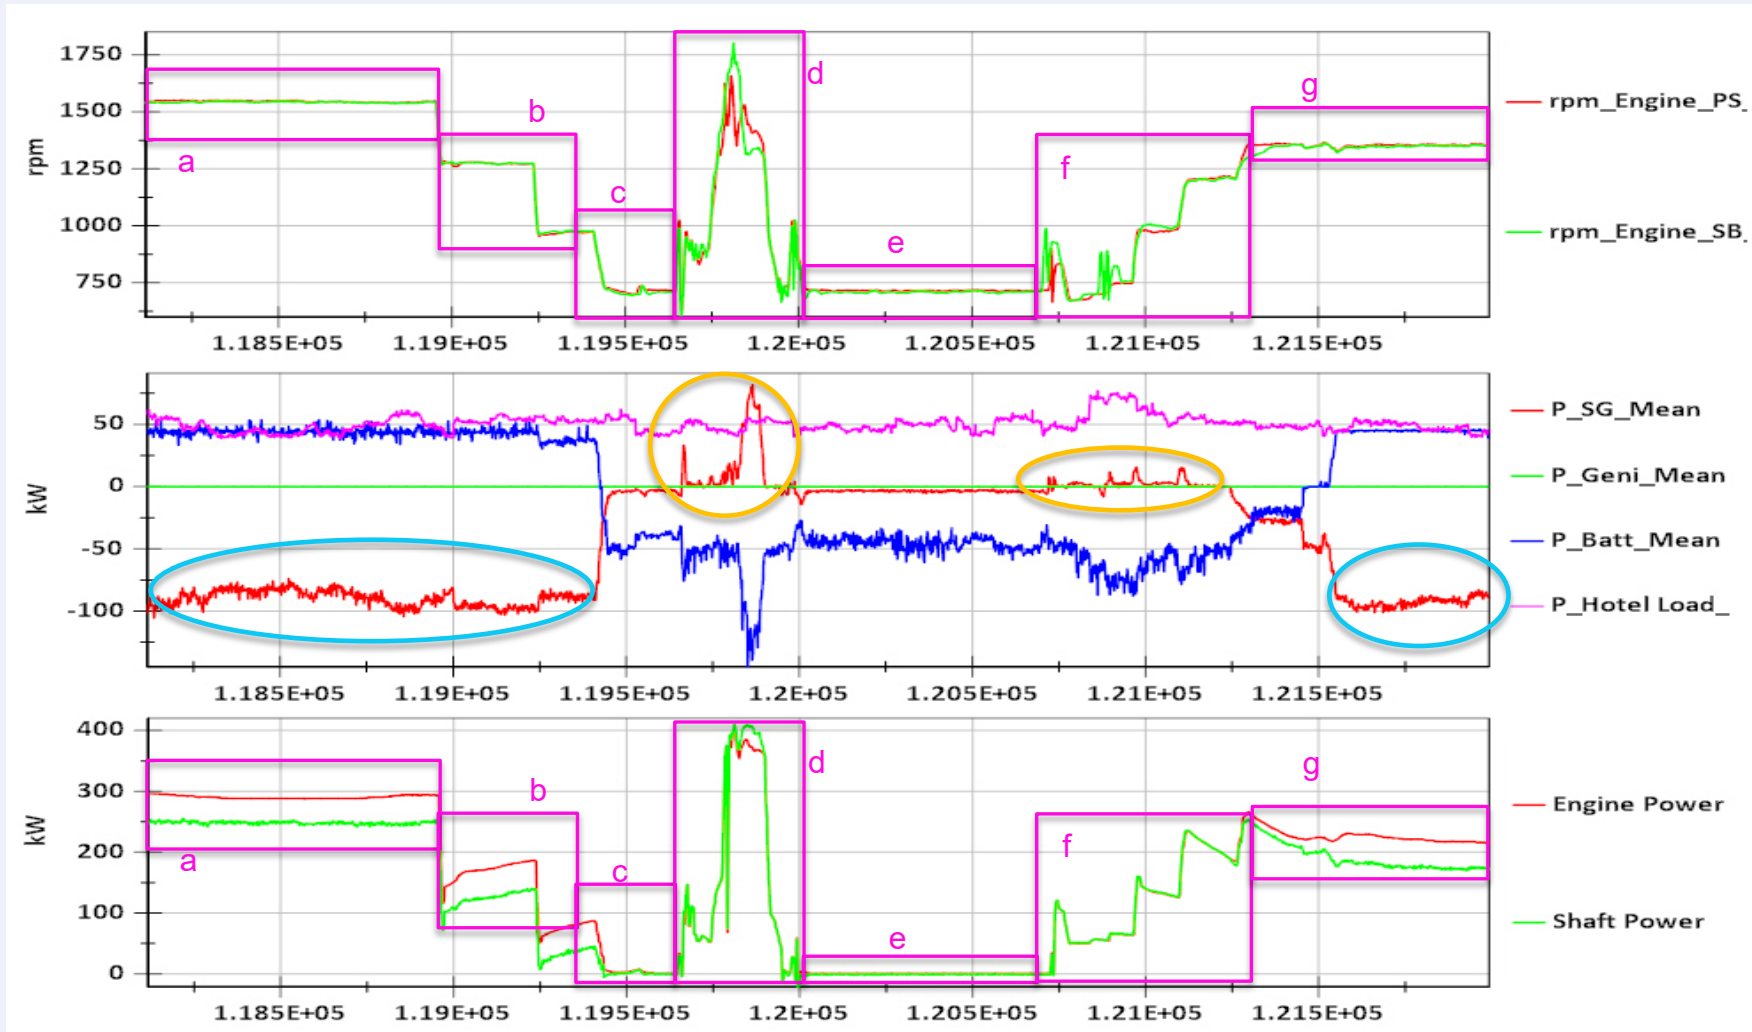 1750
1500
1250
1000
750
rpm
a
b
c
d
e
f
g
rpm_Engine_PS_
rpm_Engine_SB_
1.185E+05 1.19E+05 1.195E+05 1.2E+05 1.205E+05 1.21E+05 1.215E+05
50
0
-50
-100
kW
P_SG_Mean
P_Geni_Mean
P_Batt_Mean
P_Hotel Load_
1.185E+05 1.19E+05 1.195E+05 1.2E+05 1.205E+05 1.21E+05 1.215E+05
400
300
200
100
0
kW
a
b
c
d
e
f
g
Engine Power
Shaft Power
1.185E+05 1.19E+05 1.195E+05 1.2E+05 1.205E+05 1.21E+05 1.215E+05